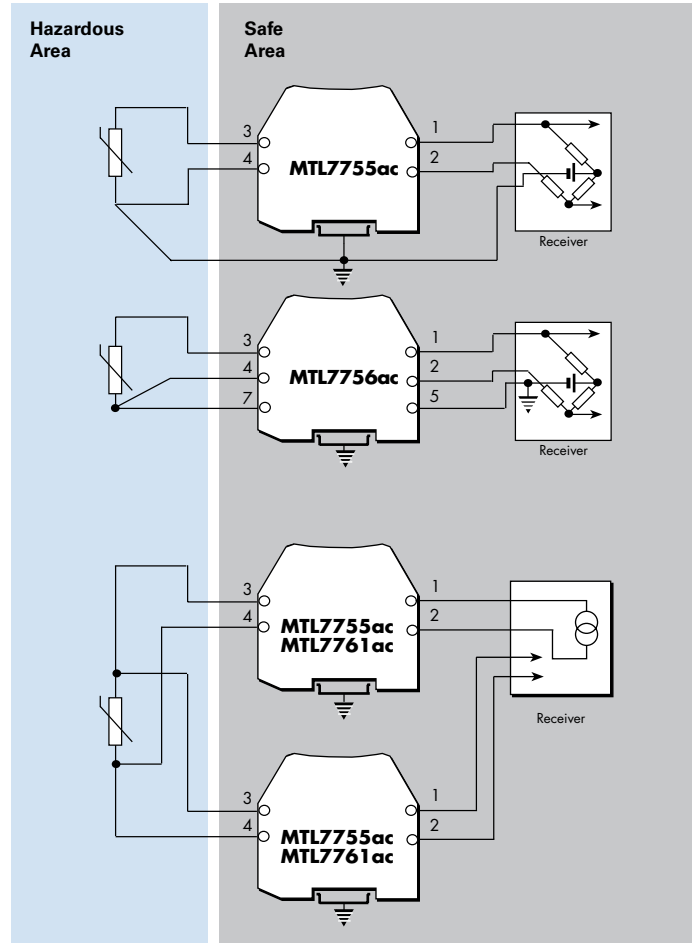 Hazardous
Area
Safe
Area
3
4
MTL7755ac
1
2
Receiver
3
4
7
MTL7756ac
1
2
5
Receiver
3
4
MTL7755ac
MTL7761ac
1
2
Receiver
3
4
MTL7755ac
MTL7761ac
1
2